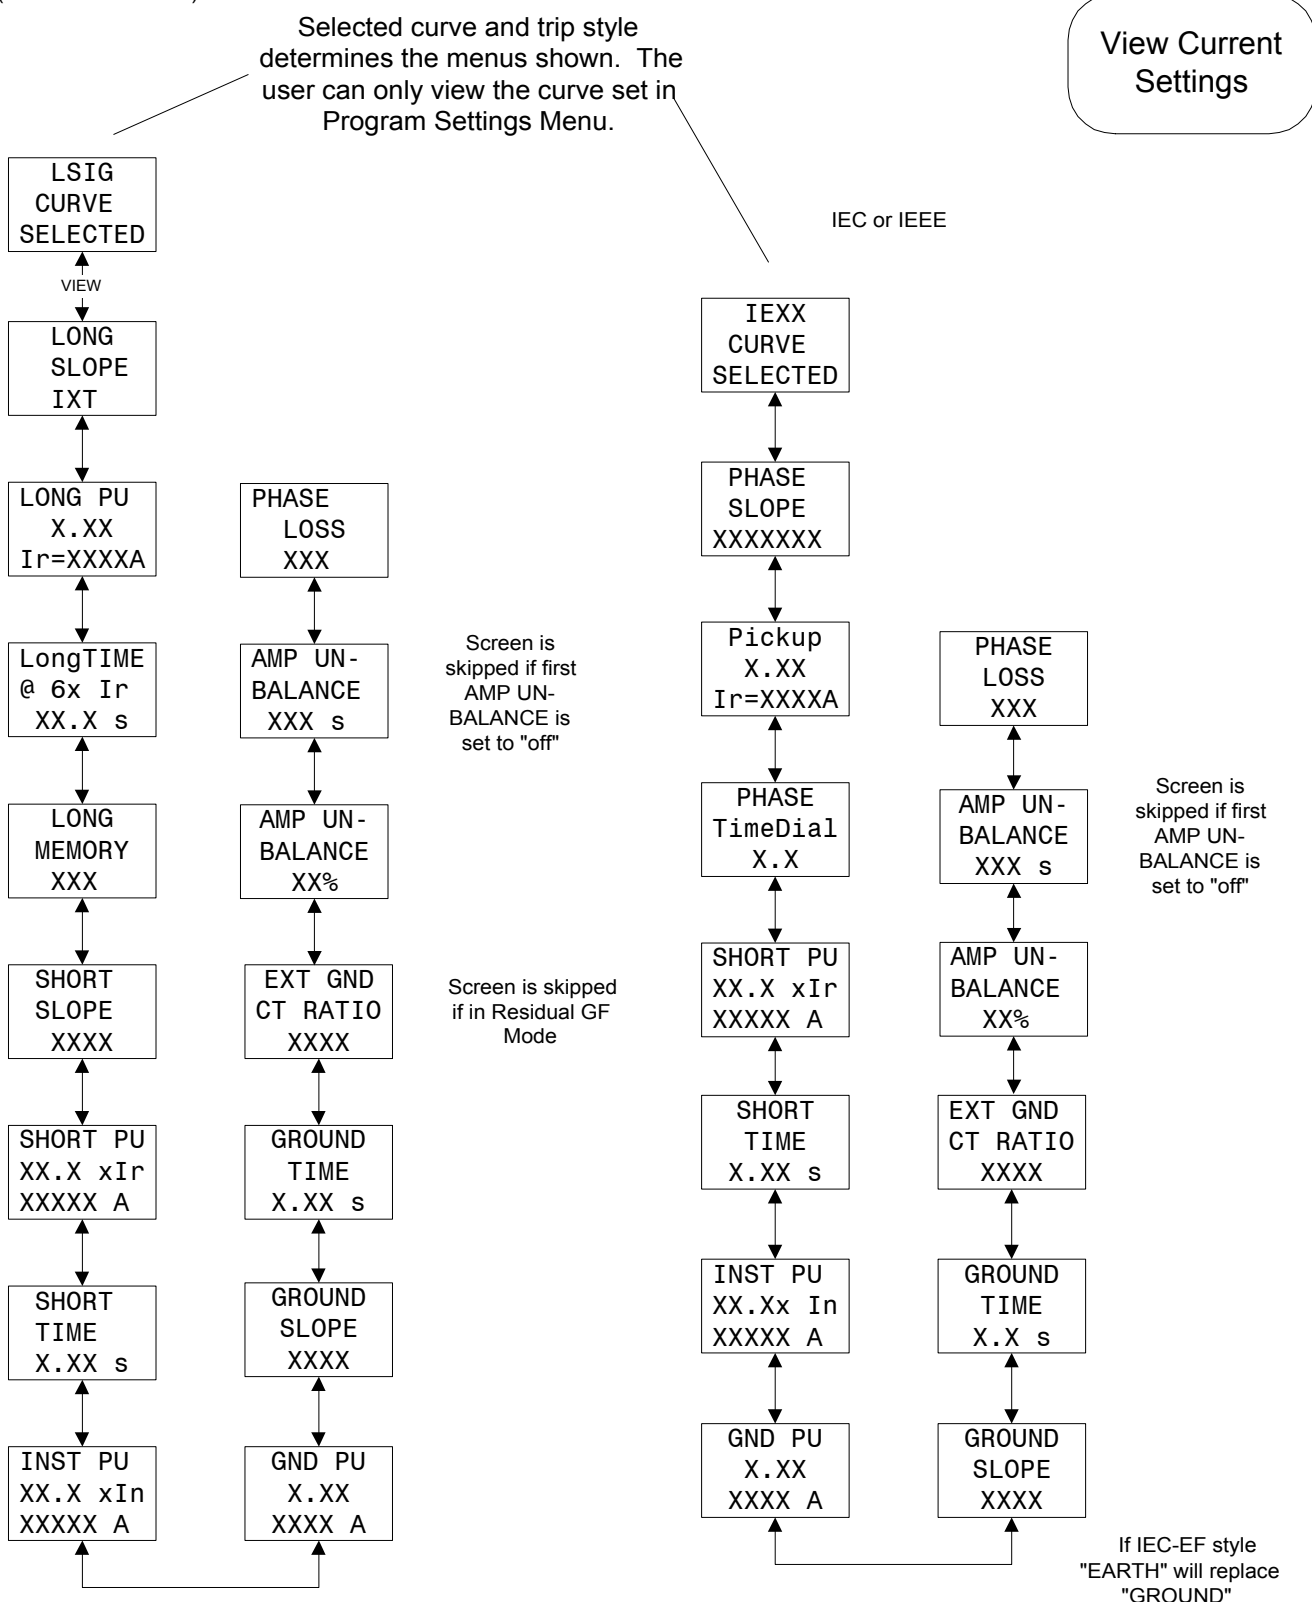 Selected curve and trip style
determines the menus shown. The
user can only view the curve set in
Program Settings Menu.
View Current
Settings
LSIG
CURVE
SELECTED
VIEW
LONG
SLOPE
IXT
LONG PU
X.XX
Ir=XXXXA
LongTIME
@ 6x Ir
XX.X s
LONG
MEMORY
XXX
SHORT
SLOPE
XXXX
SHORT PU
XX.X xIr
XXXXX A
SHORT
TIME
X.XX s
INST PU
XX.X xIn
XXXXX A
PHASE
LOSS
XXX
AMP UN-
BALANCE
XXX s
Screen is
skipped if first
AMP UN-
BALANCE is
set to "off"
AMP UN-
BALANCE
XX%
EXT GND
CT RATIO
XXXX
Screen is skipped
if in Residual GF
Mode
GROUND
TIME
X.XX s
GROUND
SLOPE
XXXX
GND PU
X.XX
XXXX A
IEC or IEEE
IEXX
CURVE
SELECTED
PHASE
SLOPE
XXXXXXX
Pickup
X.XX
Ir=XXXXA
PHASE
TimeDial
X.X
SHORT PU
XX.X xIr
XXXXX A
SHORT
TIME
X.XX s
INST PU
XX.Xx In
XXXXX A
GND PU
X.XX
XXXX A
PHASE
LOSS
XXX
AMP UN-
BALANCE
XXX s
Screen is
skipped if first
AMP UN-
BALANCE is
set to "off"
AMP UN-
BALANCE
XX%
EXT GND
CT RATIO
XXXX
GROUND
TIME
X.X s
GROUND
SLOPE
XXXX
If IEC-EF style
"EARTH" will replace
"GROUND"